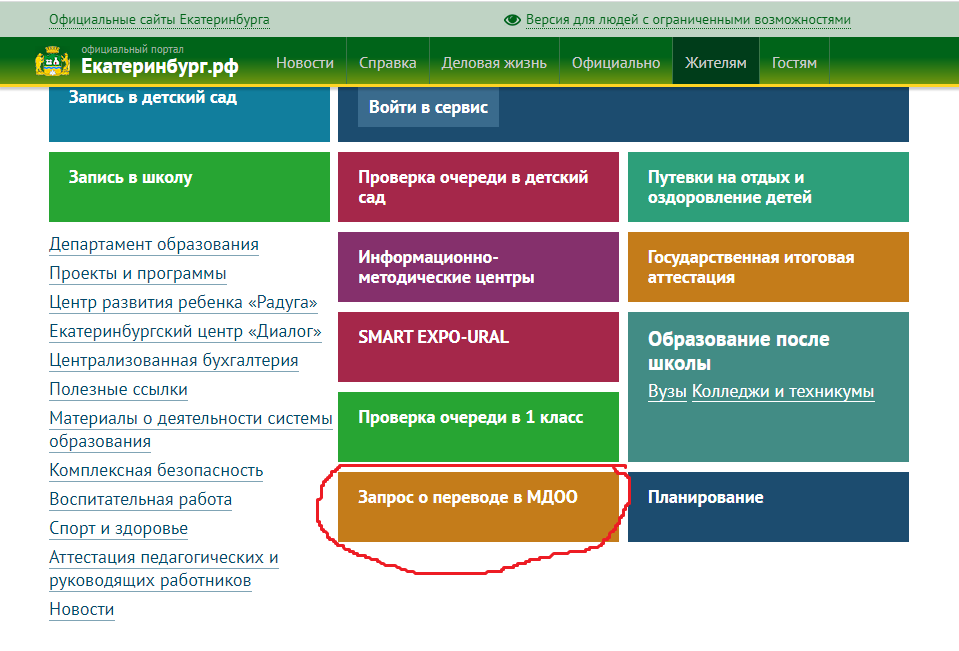 Официальные сайты Екатеринбурга
Версия для людей с ограниченными возможностями
официальный портал
Екатеринбург.рф
Новости
Справка
Деловая жизнь
Официально
Жителям
Гостям
Запись в детский сад
Войти в сервис
Запись в школу
Проверка очереди в детский
сад
Путевки на отдых и
оздоровление детей
Департамент образования
Проекты и программы
Центр развития ребенка «Радуга»
Екатеринбургский центр «Диалог»
Централизованная бухгалтерия
Полезные ссылки
Материалы о деятельности системы
образования
Комплексная безопасность
Воспитательная работа
Спорт и здоровье
Аттестация педагогических и
руководящих работников
Новости
Информационно-
методические центры
SMART EXPO-URAL
Проверка очереди в 1 класс
Запрос о переводе в МДОО
Государственная итоговая
аттестация
Образование после
школы
Вузы Колледжи и техникумы
Планирование